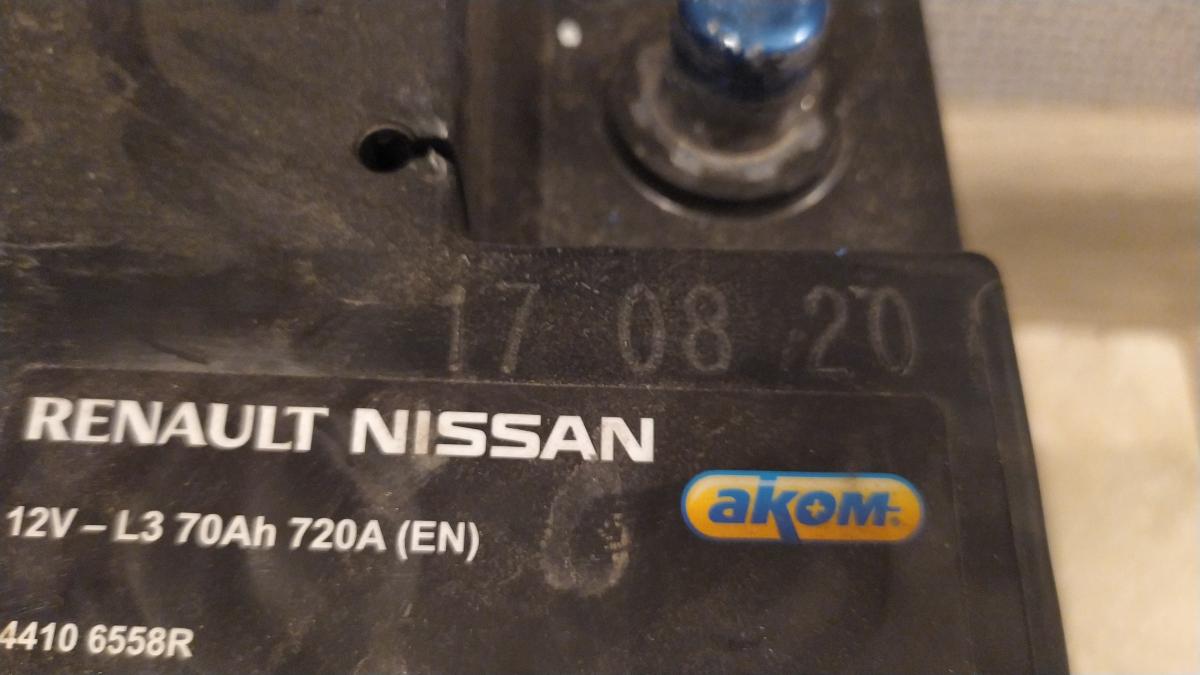 17 08 20
RENAULT NISSAN
аком
12V – L3 70Ah 720A (EN)
4410 6558R